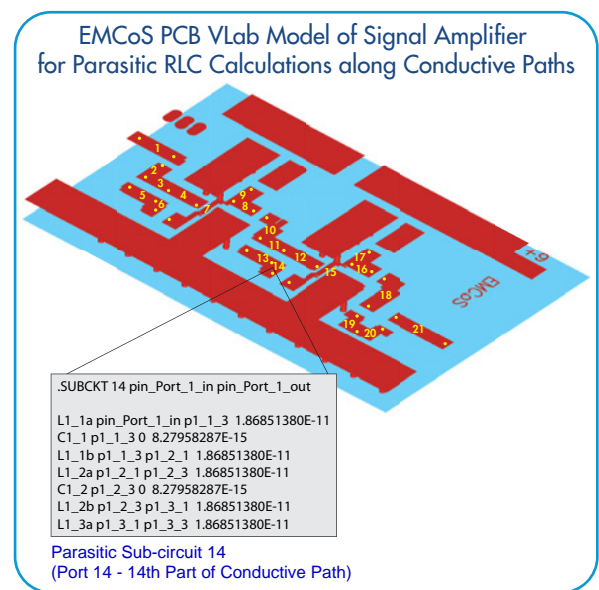 EMCoS PCB VLab Model of Signal Amplifier
for Parasitic RLC Calculations along Conductive Paths
1
2
3
5
4
6
7
9
8
10
11
12
13
14
15
17
16
18
19
20
21
+9
EMCoS
.SUBCKT 14 pin_Port_1_in pin_Port_1_out
L1_1a pin_Port_1_in p1_1_3 1.86851380E-11
C1_1 p1_1_3 0 8.27958287E-15
L1_1b p1_1_3 p1_2_1 1.86851380E-11
L1_2a p1_2_1 p1_2_3 1.86851380E-11
C1_2 p1_2_3 0 8.27958287E-15
L1_2b p1_2_3 p1_3_1 1.86851380E-11
L1_3a p1_3_1 p1_3_3 1.86851380E-11
Parasitic Sub-circuit 14
(Port 14 - 14th Part of Conductive Path)